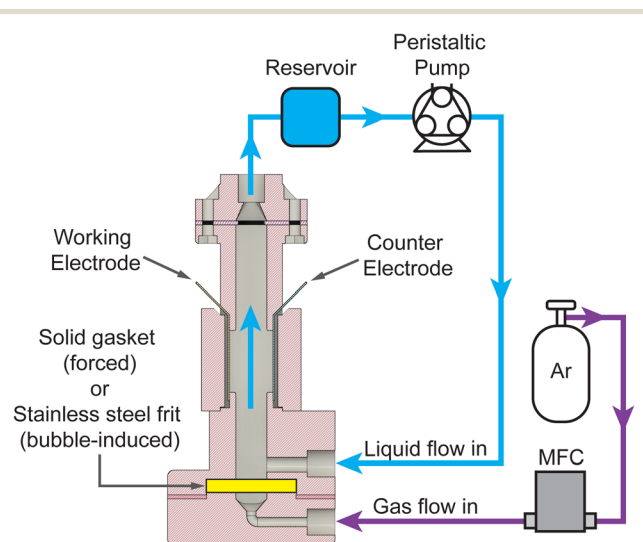 Peristaltic
Pump
Reservoir
Working
Electrode
Counter
Electrode
Solid gasket
(forced)
or
Stainless steel frit
(bubble-induced)
Ar
Liquid flow in
MFC
Gas flow in